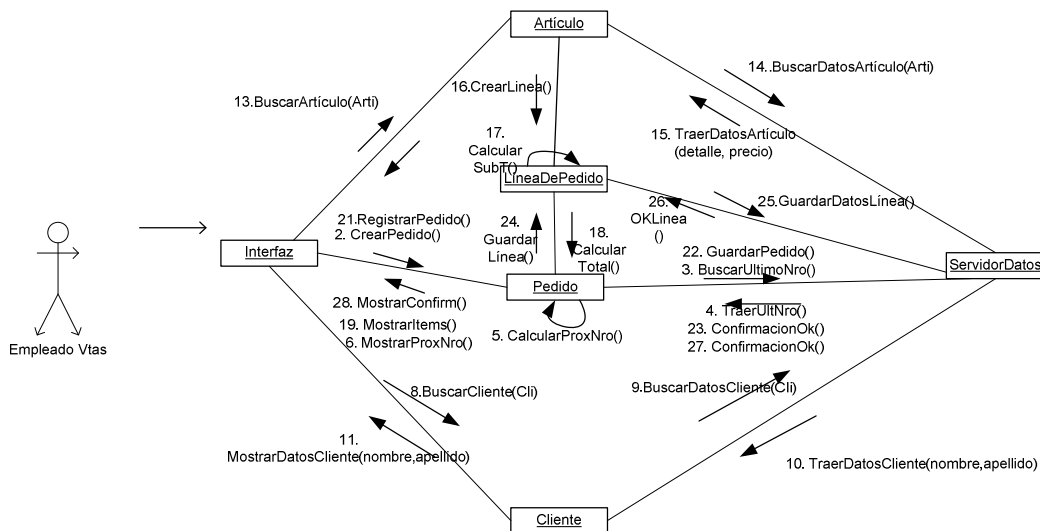 Artículo
14..BuscarDatosArtículo(Arti)
16.CrearLinea()
13.BuscarArtículo(Arti)
15. TraerDatosArtículo
(detalle, precio)
17.
Calcular
SubT()
LíneaDePedido
25.GuardarDatosLínea()
26.
OKLinea
()
21.RegistrarPedido()
2. CrearPedido()
24.
Guardar
Línea()
18.
Calcular
Total()
22. GuardarPedido()
3. BuscarUltimoNro()
Interfaz
ServidorDatos
Pedido
28. MostrarConfirm()
19. MostrarItems()
6. MostrarProxNro()
5. CalcularProxNro()
4. TraerUltNro()
23. ConfirmacionOk()
27. ConfirmacionOk()
Empleado Vtas
8.BuscarCliente(Cli)
9.BuscarDatosCliente(Cli)
11.
MostrarDatosCliente(nombre,apellido)
10. TraerDatosCliente(nombre,apellido)
Cliente